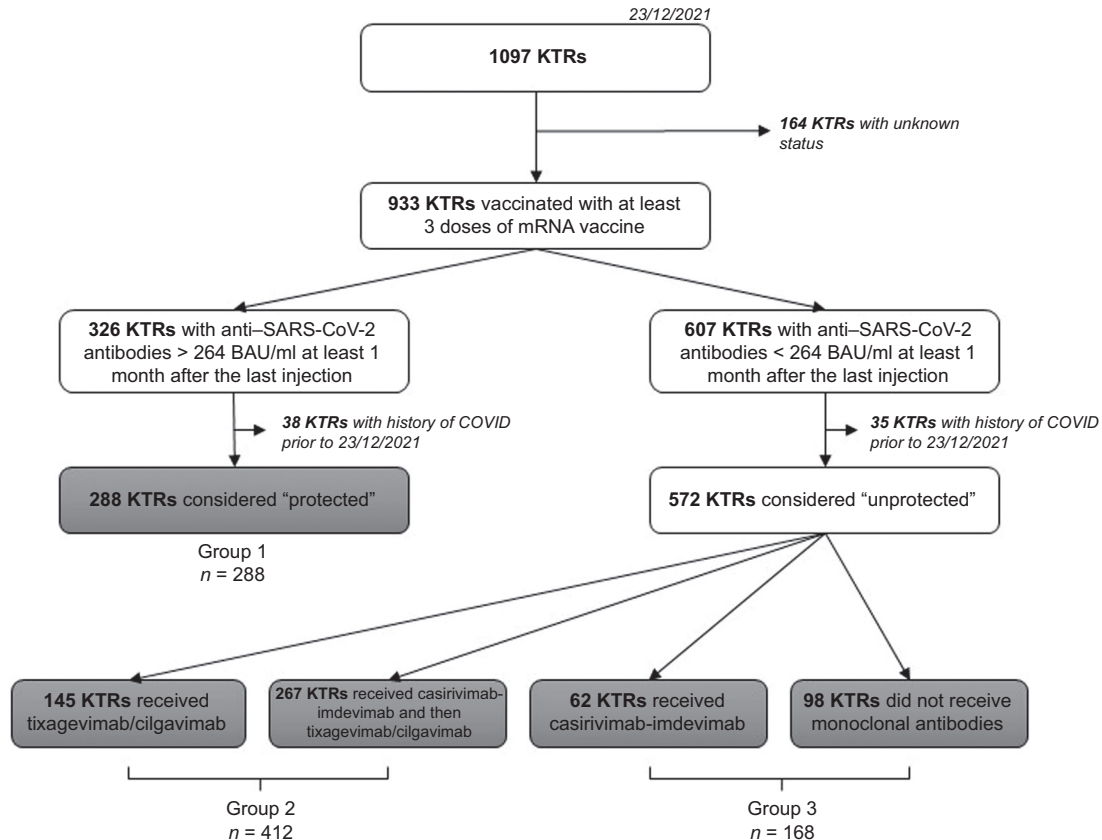 23/12/2021
1097 KTRs
164 KTRs with unknown
status
933 KTRs vaccinated with at least
3 doses of mRNA vaccine
326 KTRs with anti–SARS-CoV-2
antibodies > 264 BAU/ml at least 1
month after the last injection
607 KTRs with anti–SARS-CoV-2
antibodies < 264 BAU/ml at least 1
month after the last injection
38 KTRs with history of COVID
prior to 23/12/2021
35 KTRs with history of COVID
prior to 23/12/2021
288 KTRs considered “protected”
572 KTRs considered “unprotected”
Group 1
n = 288
145 KTRs received
tixagevimab/cilgavimab
267 KTRs received casirivimab-
imdevimab and then
tixagevimab/cilgavimab
62 KTRs received
casirivimab-imdevimab
98 KTRs did not receive
monoclonal antibodies
Group 2
n = 412
Group 3
n = 168